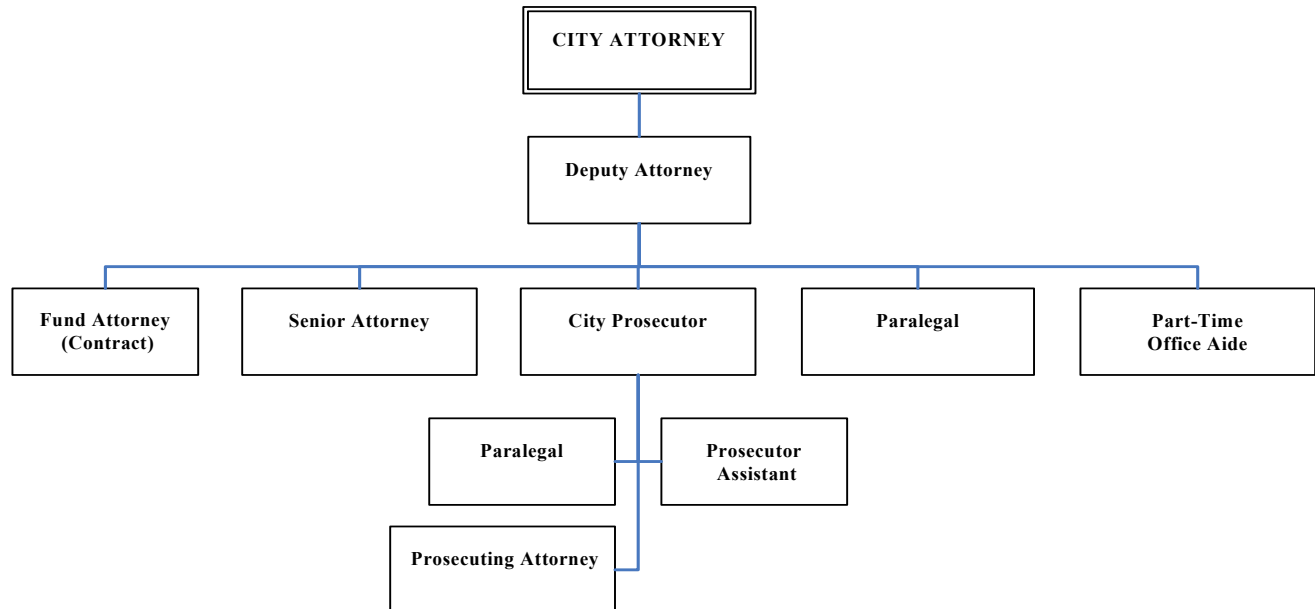 CITY ATTORNEY
Deputy Attorney
Fund Attorney
(Contract)
Senior Attorney
City Prosecutor
Paralegal
Part-Time
Office Aide
Paralegal
Prosecutor
Assistant
Prosecuting Attorney